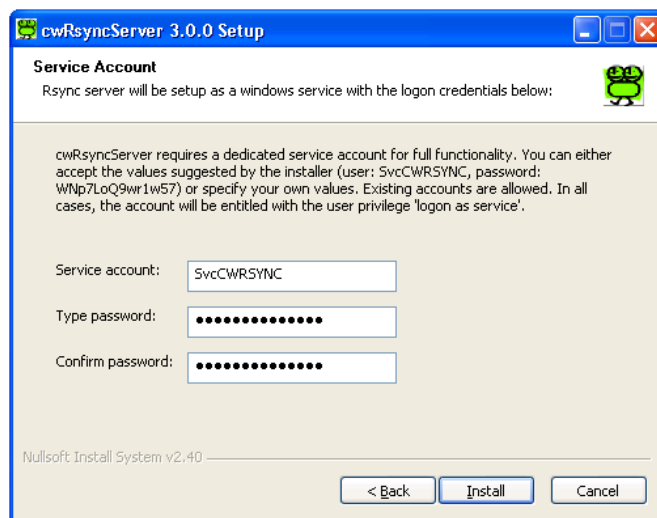 cwRsyncServer 3.0.0 Setup
Service Account
Rsync server will be setup as a windows service with the logon credentials below:
cwRsyncServer requires a dedicated service account for full functionality. You can either
accept the values suggested by the installer (user: SvcCWRSYNC, password:
WNp7LoQ9wr1w57) or specify your own values. Existing accounts are allowed. In all
cases, the account will be entitled with the user privilege 'logon as service'.
Service account: SvcCWRSYNC
Type password: ●●●●●●●●●●●●●●
Confirm password: ●●●●●●●●●●●●●●
Nullsoft Install System v2.40
< Back Install Cancel